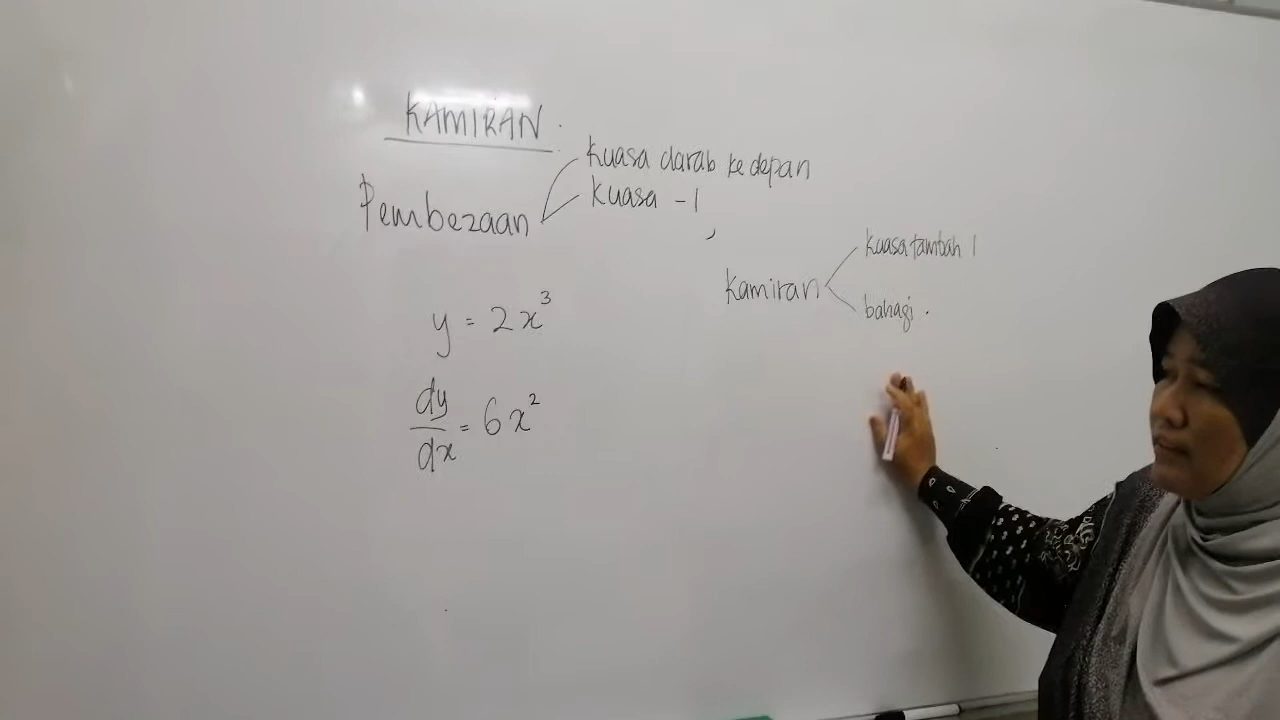 KAMIRAN
Pembezaan
kuasa darab ke depan
kuasa -1
kamiran
kuasa tambah 1
bahagi
y = 2x³
dy/dx = 6x²